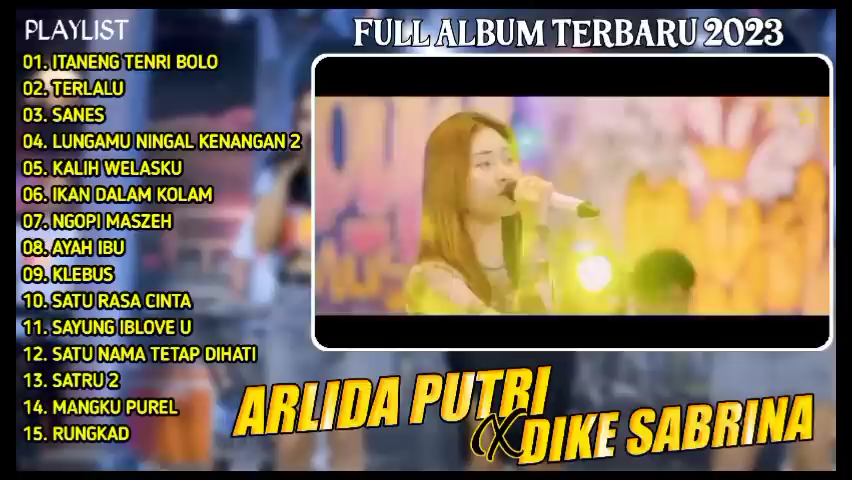 PLAYLIST
FULL ALBUM TERBARU 2023
01. ITANENG TENRI BOLO
02. TERLALU
03. SANES
04. LUNGAMU NINGAL KENANGAN 2
05. KALIH WELASKU
06. IKAN DALAM KOLAM
07. NGOPI MASZEH
08. AYAH IBU
09. KLEBUS
10. SATU RASA CINTA
11. SAYUNG IBLOVE U
12. SATU NAMA TETAP DIHATI
13. SATRU 2
14. MANGKU PUREL
15. RUNGKAD
ARLIDA PUTRI
X DIKE SABRINA